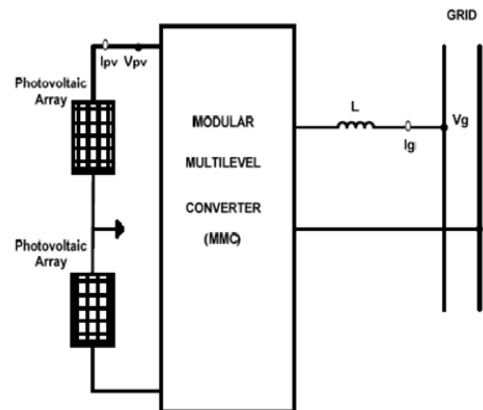 GRID
Ipv Vpv
Photovoltaic
Array
MODULAR
MULTILEVEL
CONVERTER
(MMC)
L
Ig
Vg
Photovoltaic
Array